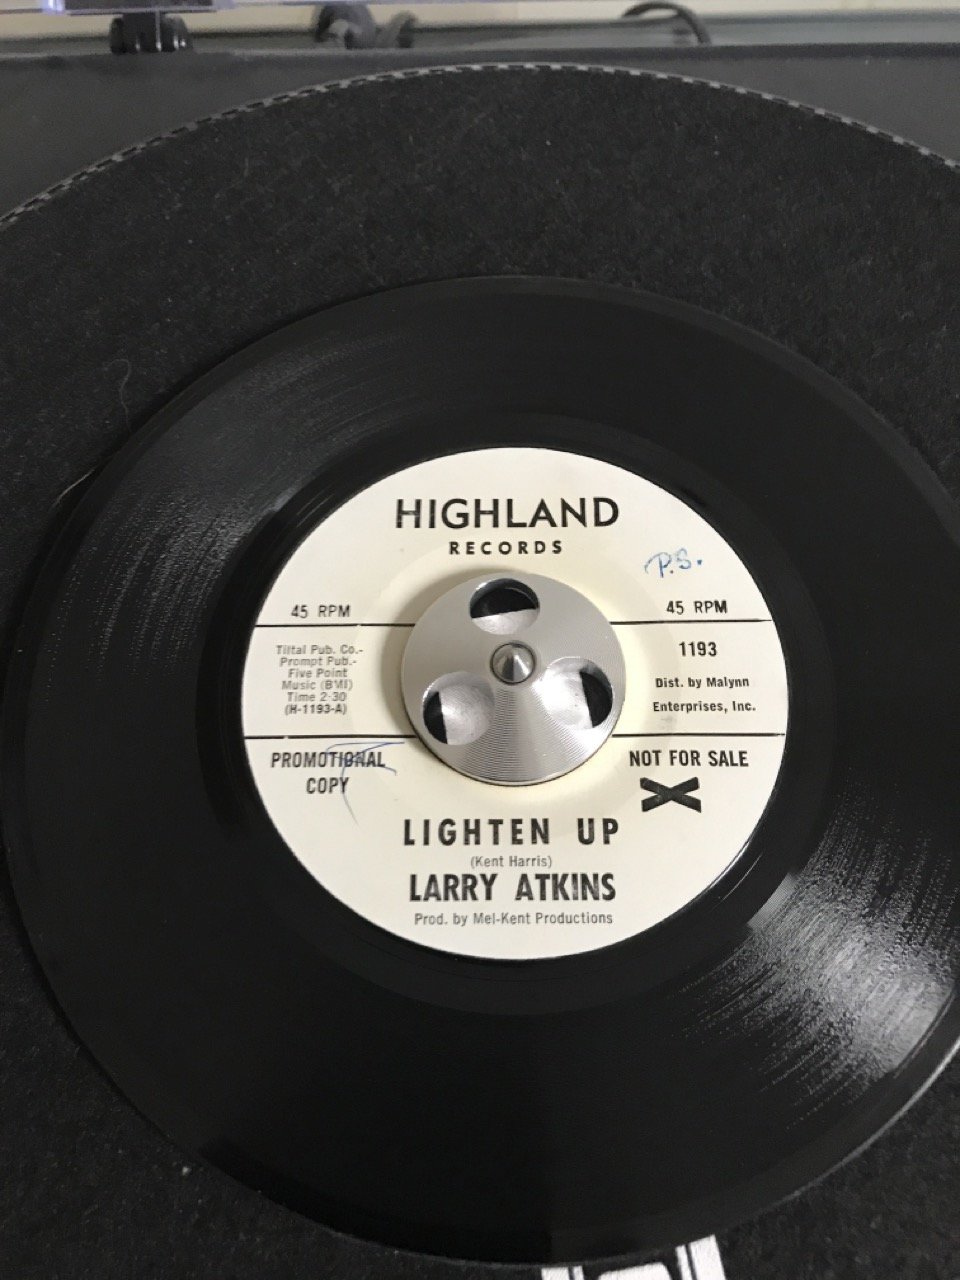 HIGHLAND
RECORDS
P.S.
45 RPM
45 RPM
Tiltal Pub. Co.-
Prompt Pub.-
Five Point
Music (BMI)
Time 2:30
(H-1193-A)
1193
Dist. by Malynn
Enterprises, Inc.
PROMOTIONAL
COPY
NOT FOR SALE
X
LIGHTEN UP
(Kent Harris)
LARRY ATKINS
Prod. by Mel-Kent Productions